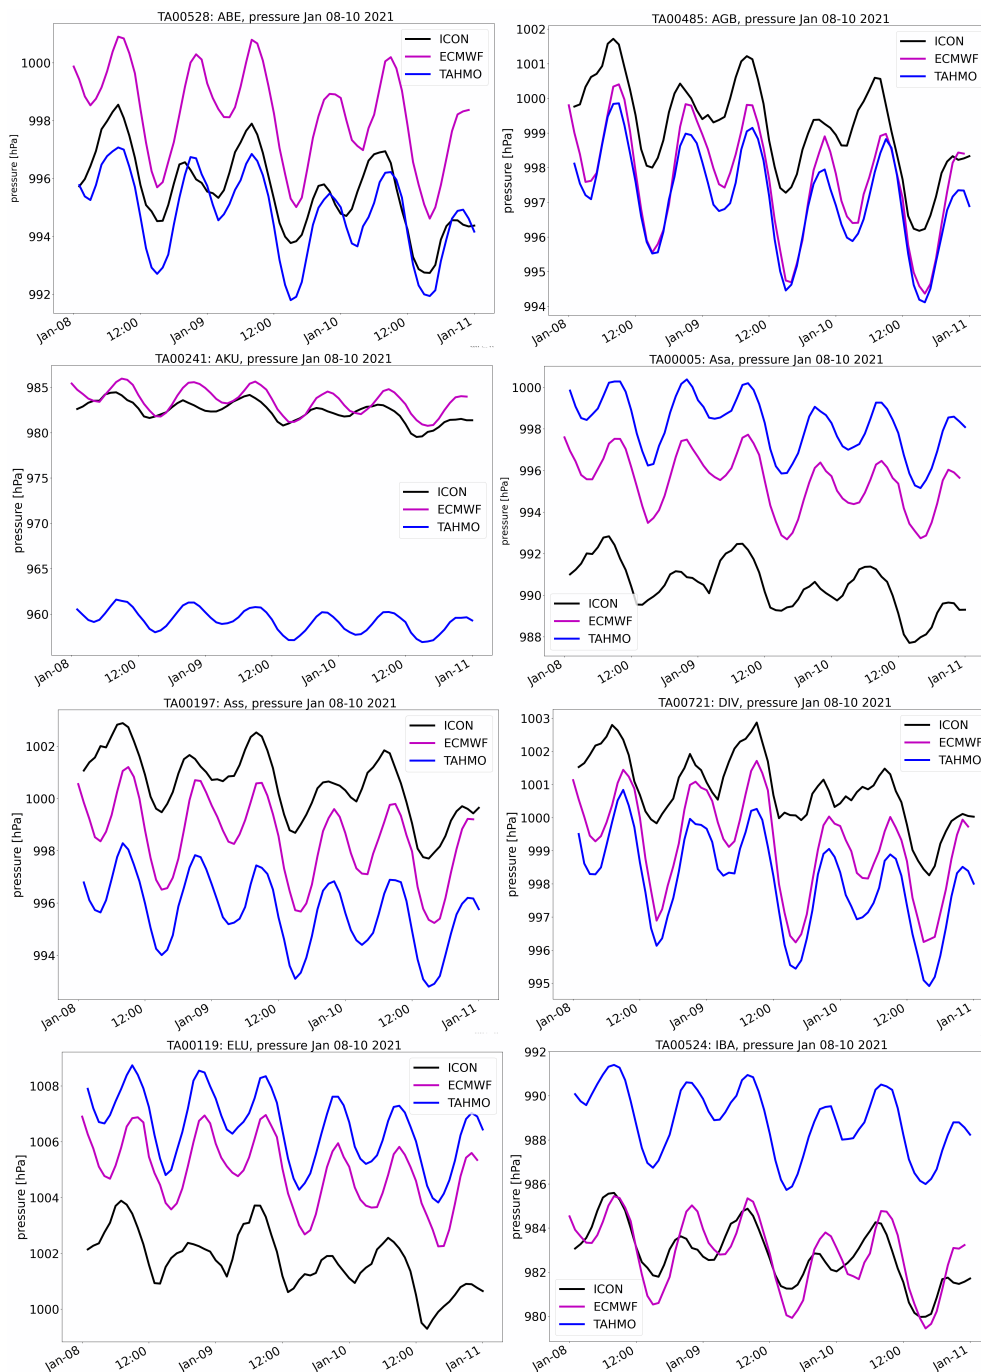 TA00528: ABE, pressure Jan 08-10 2021
pressure [hPa]
1000
998
996
994
992
ICON
ECMWF
TAHMO
Jan-08
12:00
Jan-09
12:00
Jan-10
12:00
Jan-11
TA00485: AGB, pressure Jan 08-10 2021
pressure [hPa]
1002
1001
1000
999
998
997
996
995
994
ICON
ECMWF
TAHMO
Jan-08
12:00
Jan-09
12:00
Jan-10
12:00
Jan-11
TA00241: AKU, pressure Jan 08-10 2021
pressure [hPa]
985
980
975
970
965
960
ICON
ECMWF
TAHMO
Jan-08
12:00
Jan-09
12:00
Jan-10
12:00
Jan-11
TA00005: Asa, pressure Jan 08-10 2021
pressure [hPa]
1000
998
996
994
992
990
988
ICON
ECMWF
TAHMO
Jan-08
12:00
Jan-09
12:00
Jan-10
12:00
Jan-11
TA00197: Ass, pressure Jan 08-10 2021
pressure [hPa]
1002
1000
998
996
994
ICON
ECMWF
TAHMO
Jan-08
12:00
Jan-09
12:00
Jan-10
12:00
Jan-11
TA00721: DIV, pressure Jan 08-10 2021
pressure [hPa]
1003
1002
1001
1000
999
998
997
996
995
ICON
ECMWF
TAHMO
Jan-08
12:00
Jan-09
12:00
Jan-10
12:00
Jan-11
TA00119: ELU, pressure Jan 08-10 2021
pressure [hPa]
1008
1006
1004
1002
1000
ICON
ECMWF
TAHMO
Jan-08
12:00
Jan-09
12:00
Jan-10
12:00
Jan-11
TA00524: IBA, pressure Jan 08-10 2021
pressure [hPa]
992
990
988
986
984
982
980
ICON
ECMWF
TAHMO
Jan-08
12:00
Jan-09
12:00
Jan-10
12:00
Jan-11